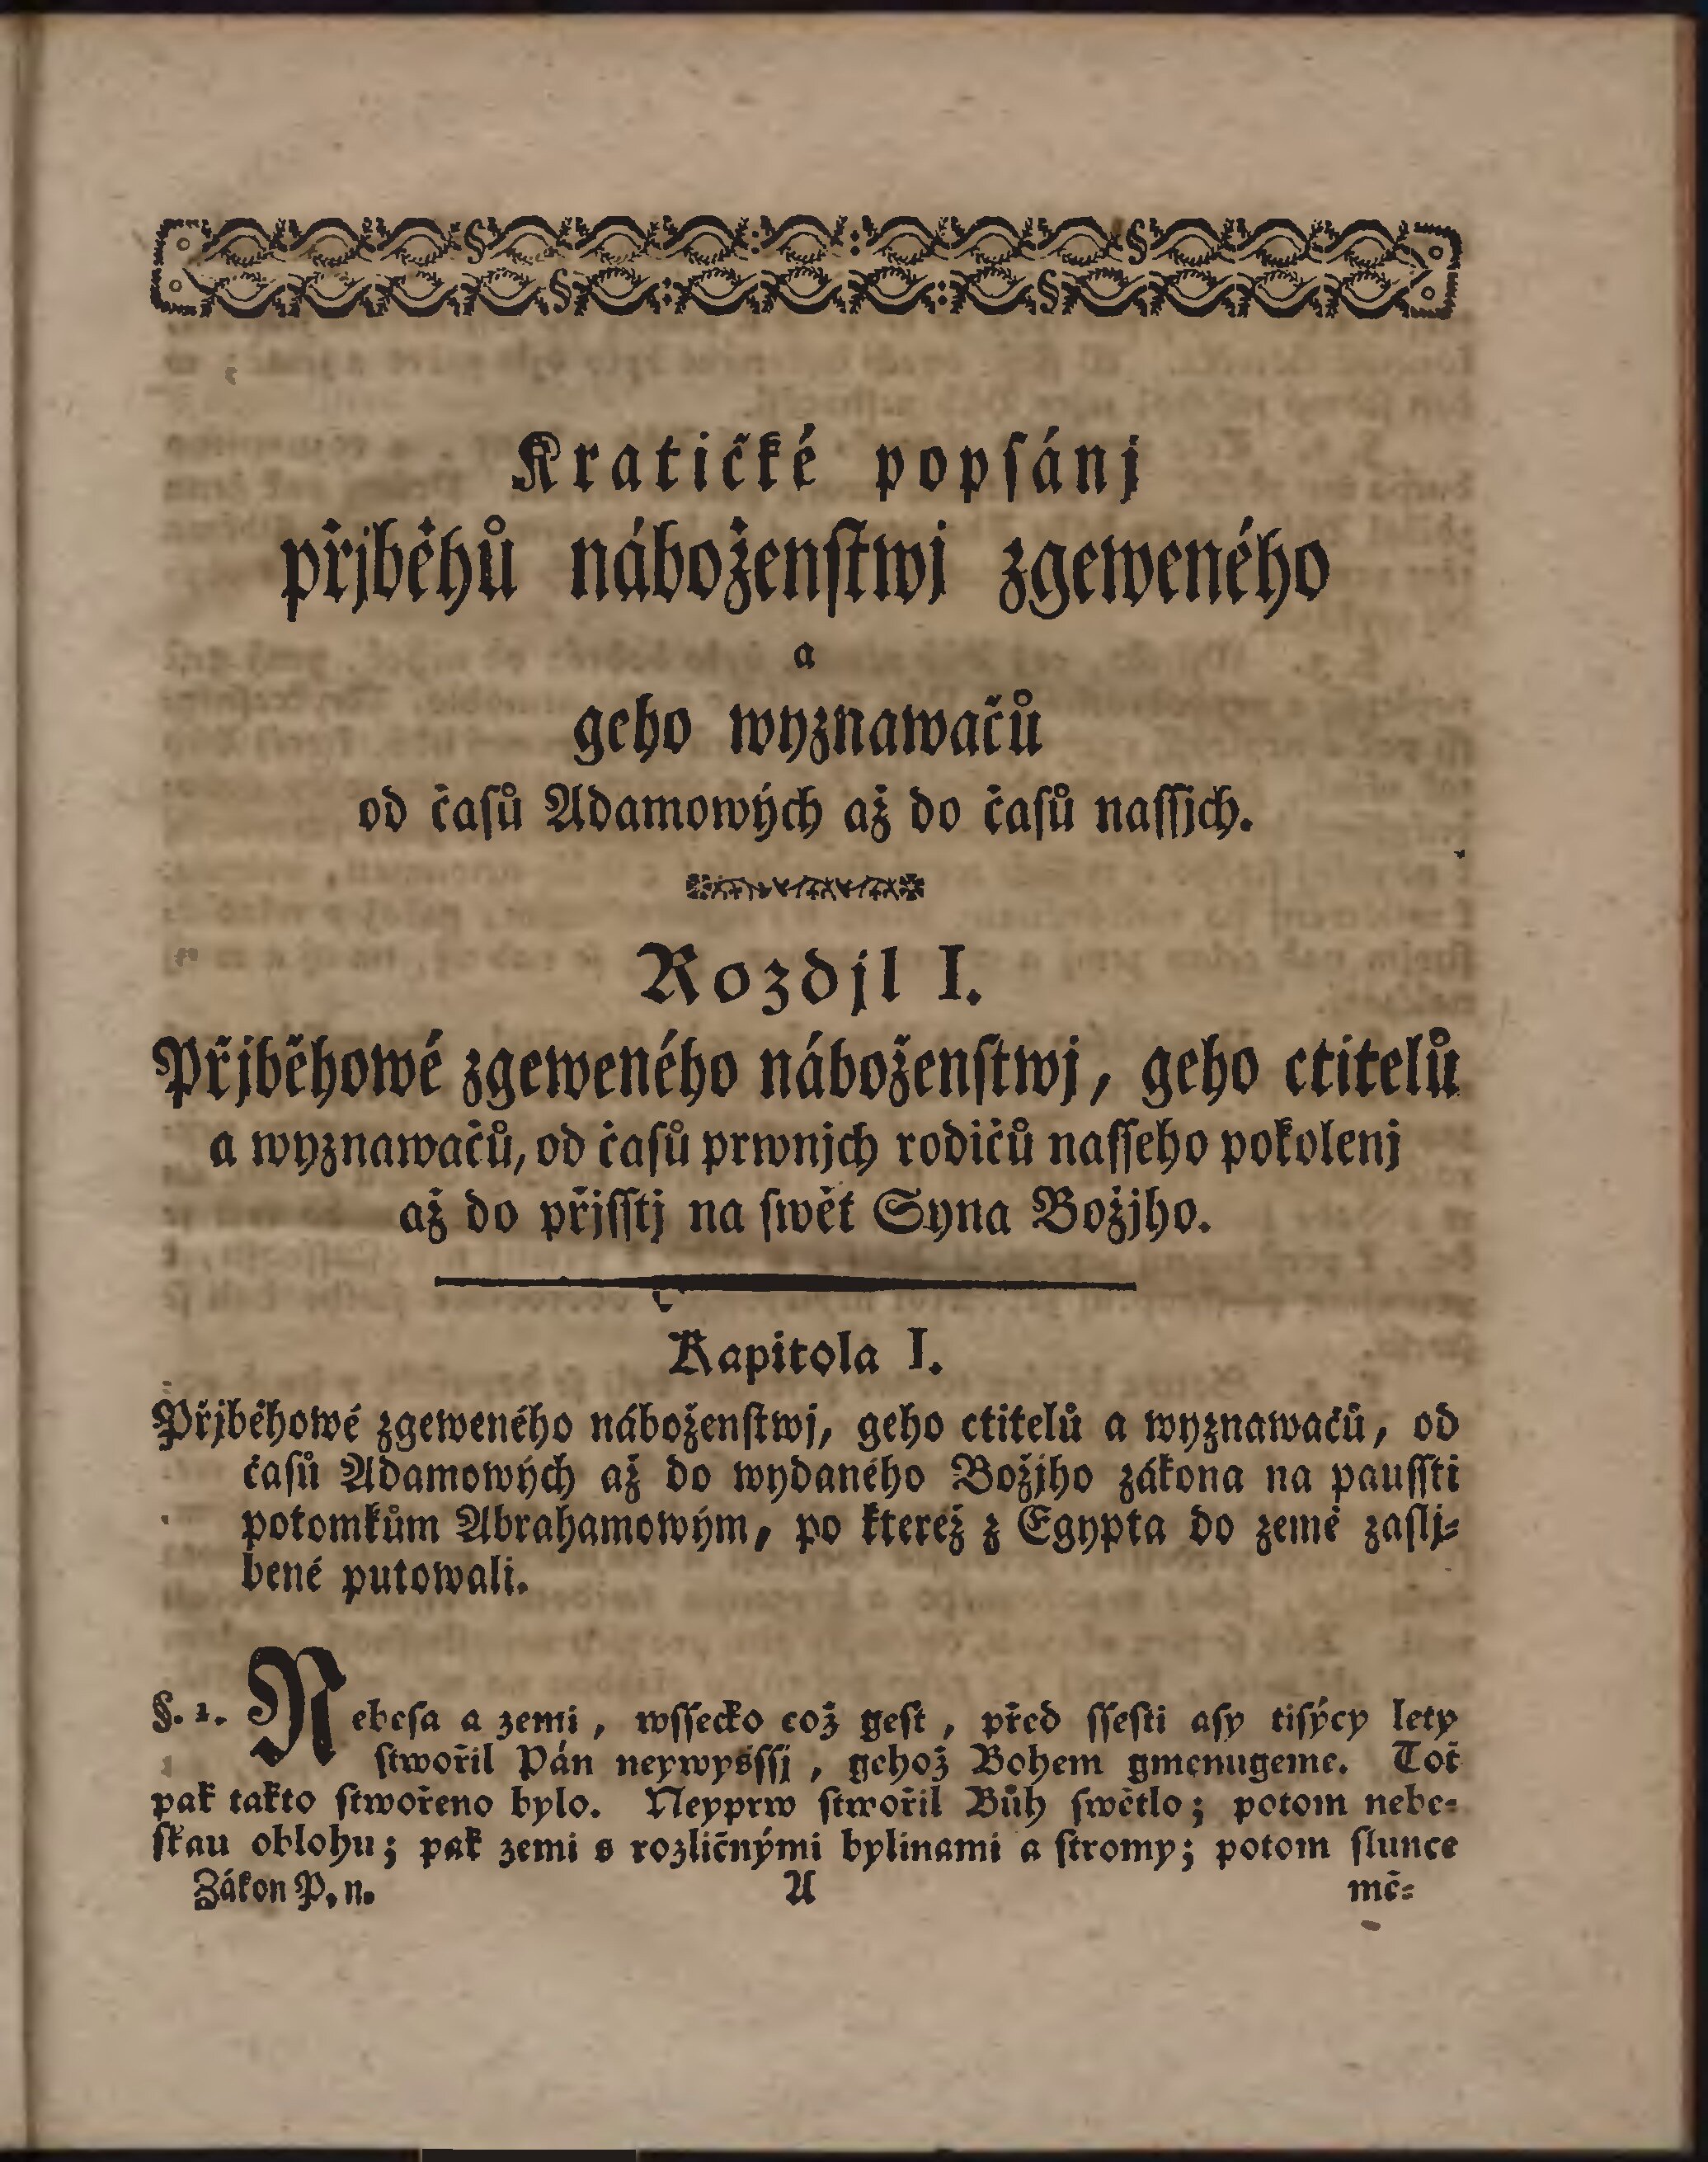 Kratičké popſánj
přjběhů náboženſtwj zgeweného
a
geho wyznawačů
od čaſů Adamowých až do čaſů naſſjch.
Rozdjl I.
Přjběhowé zgeweného náboženſtwj, geho ctitelů
a wyznawačů, od čaſů prwnjch rodičů naſſeho pokolenj
až do přjſſtj na ſwět Syna Božjho.
Kapitola I.
Přjběhowé zgeweného náboženſtwj, geho ctitelů a wyznawačů, od
čaſů Adamowých až do wydaného Božjho zákona na pauſſti
potomkům Abrahamowým, po kteréž z Egypta do země zaſlj⸗
bené putowali.
§. 1. Nebeſa a zemi, wſſecko což geſt, před ſſeſti aſy tiſýcy lety
ſtwořil Pán neywyšſſj, gehož Bohem gmenugeme. Toť
pak takto ſtwořeno bylo. Neyprw ſtwořil Bůh ſwětlo; potom nebe⸗
ſkau oblohu; pak zemi s rozličnými bylinami a ſtromy; potom ſlunce
Zákon P. n. A mě⸗